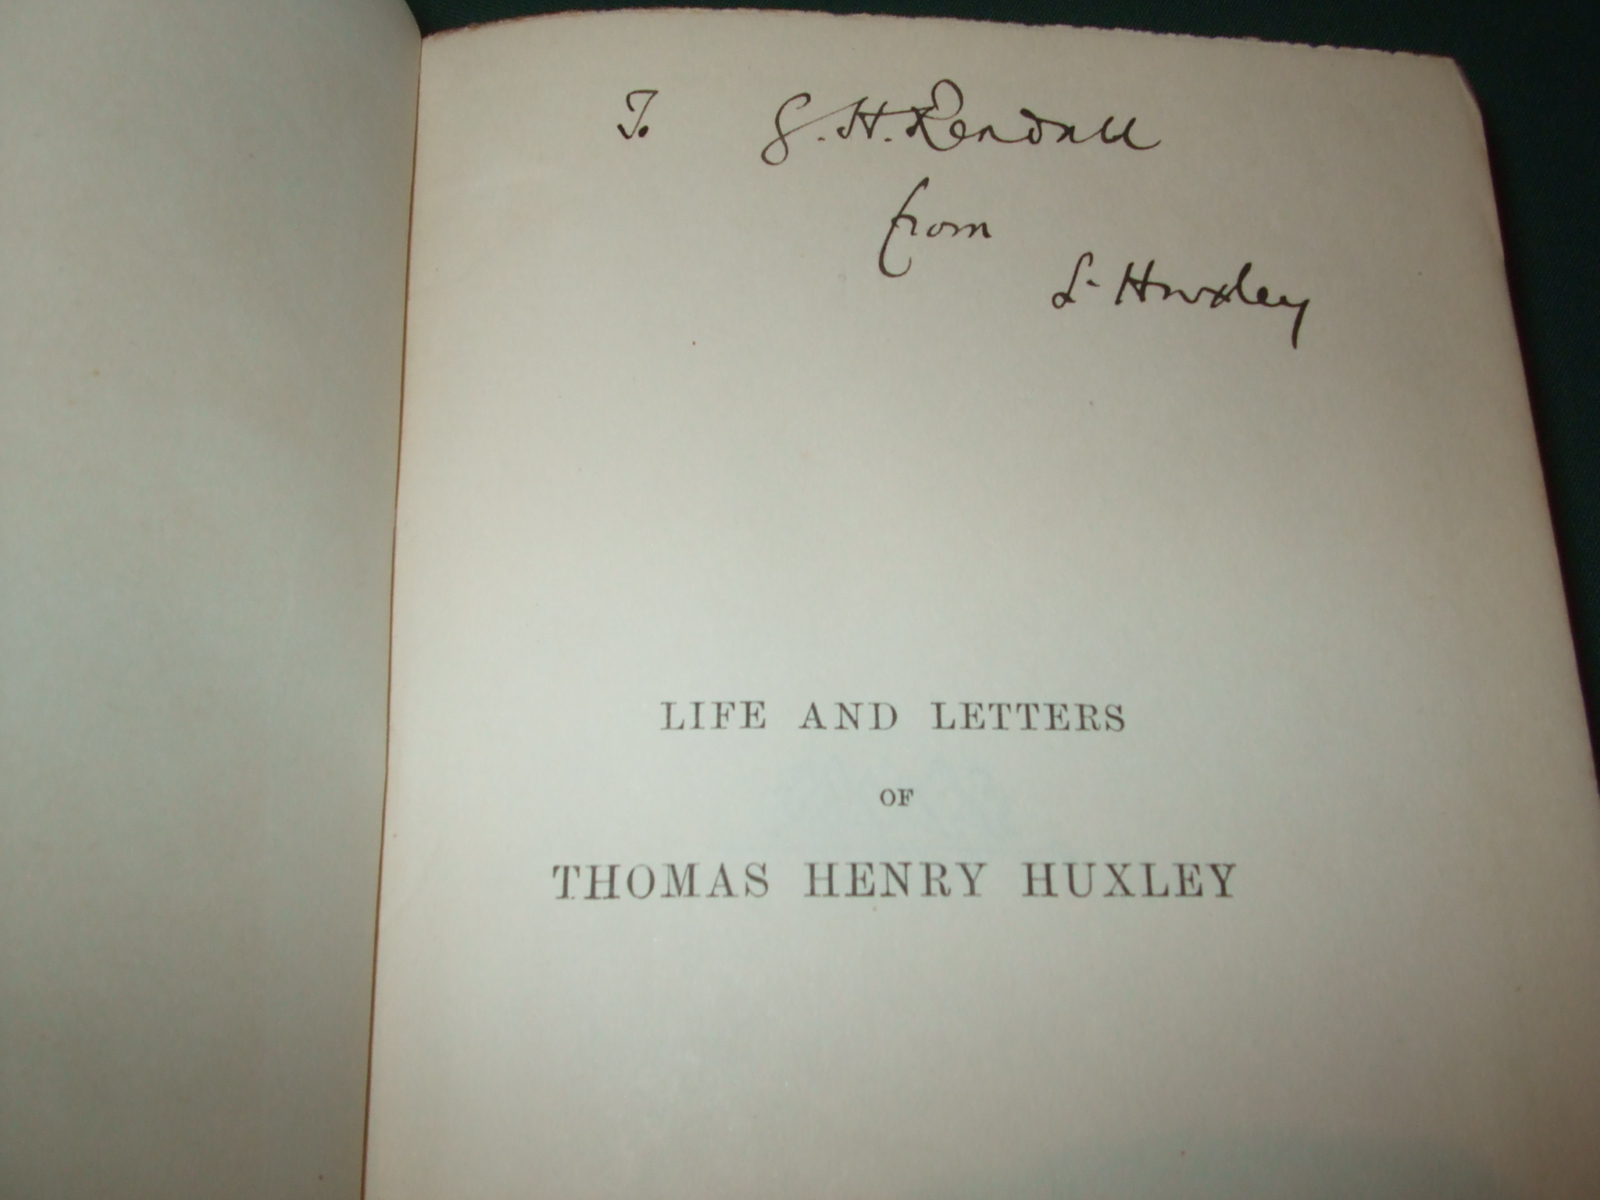 To G. H. Rendall
from
L. Huxley
LIFE AND LETTERS
OF
THOMAS HENRY HUXLEY